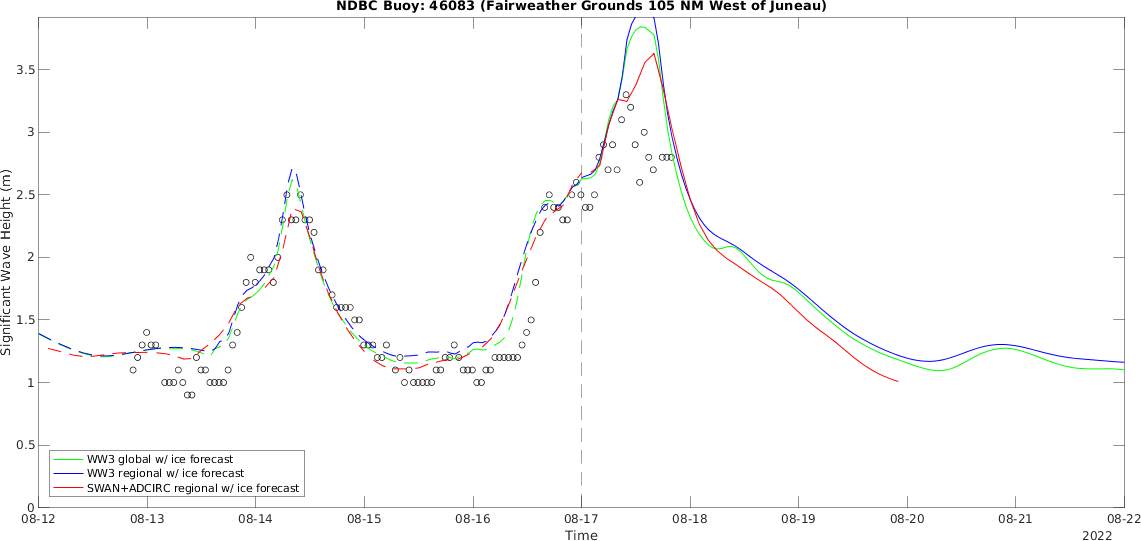 NDBC Buoy: 46083 (Fairweather Grounds 105 NM West of Juneau)
Significant Wave Height (m)
3.5
3
2.5
2
1.5
1
0.5
0
WW3 global w/ ice forecast
WW3 regional w/ ice forecast
SWAN+ADCIRC regional w/ ice forecast
08-12 08-13 08-14 08-15 08-16 08-17 08-18 08-19 08-20 08-21 08-22
Time
2022